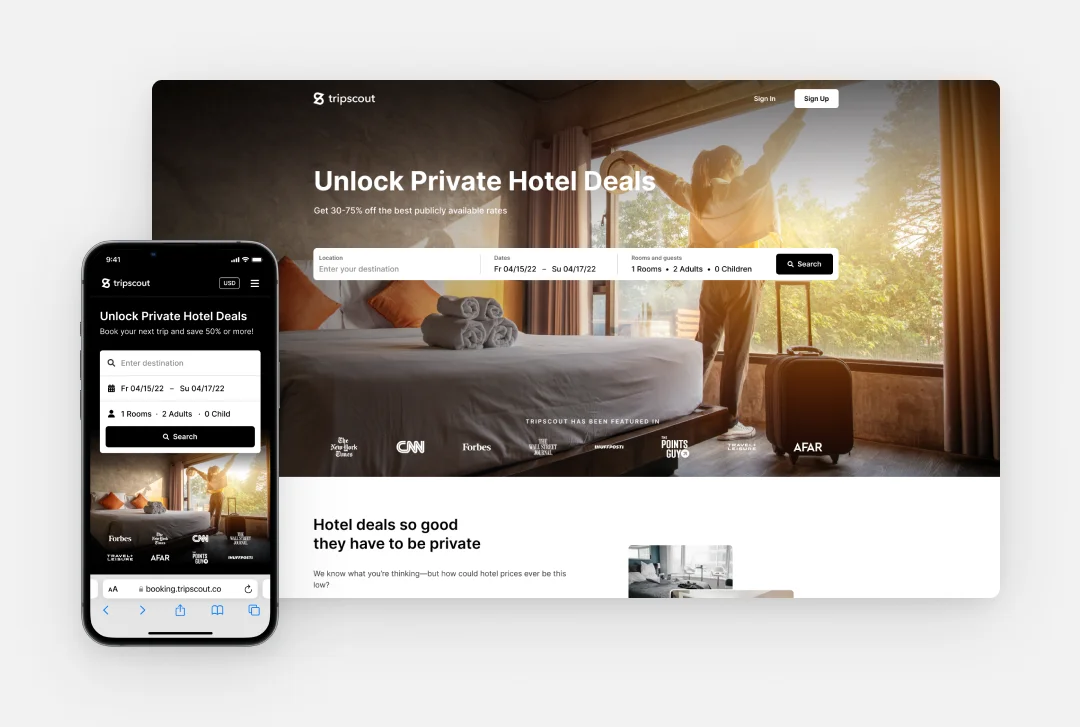 tripscout
Sign In
Sign Up
Unlock Private Hotel Deals
Get 30-75% off the best publicly available rates
Location
Enter your destination
Dates
Fr 04/15/22 – Su 04/17/22
Rooms and guests
1 Rooms • 2 Adults • 0 Children
Search
TRIPSCOUT HAS BEEN FEATURED IN
The
New York
Times
CNN
Forbes
THE
WALL STREET
JOURNAL
HUFFPOST
THE
POINTS
GUY
TRAVEL+
LEISURE
AFAR
Hotel deals so good
they have to be private
We know what you're thinking—but how could hotel prices ever be this
low?
9:41
tripscout
USD
Unlock Private Hotel Deals
Book your next trip and save 50% or more!
Enter destination
Fr 04/15/22 – Su 04/17/22
1 Rooms · 2 Adults · 0 Child
Search
Forbes
The
New York
Times
CNN
THE
WALL STREET
JOURNAL
TRAVEL+
LEISURE
AFAR
THE
POINTS
GUY
HUFFPOST
AA
booking.tripscout.co